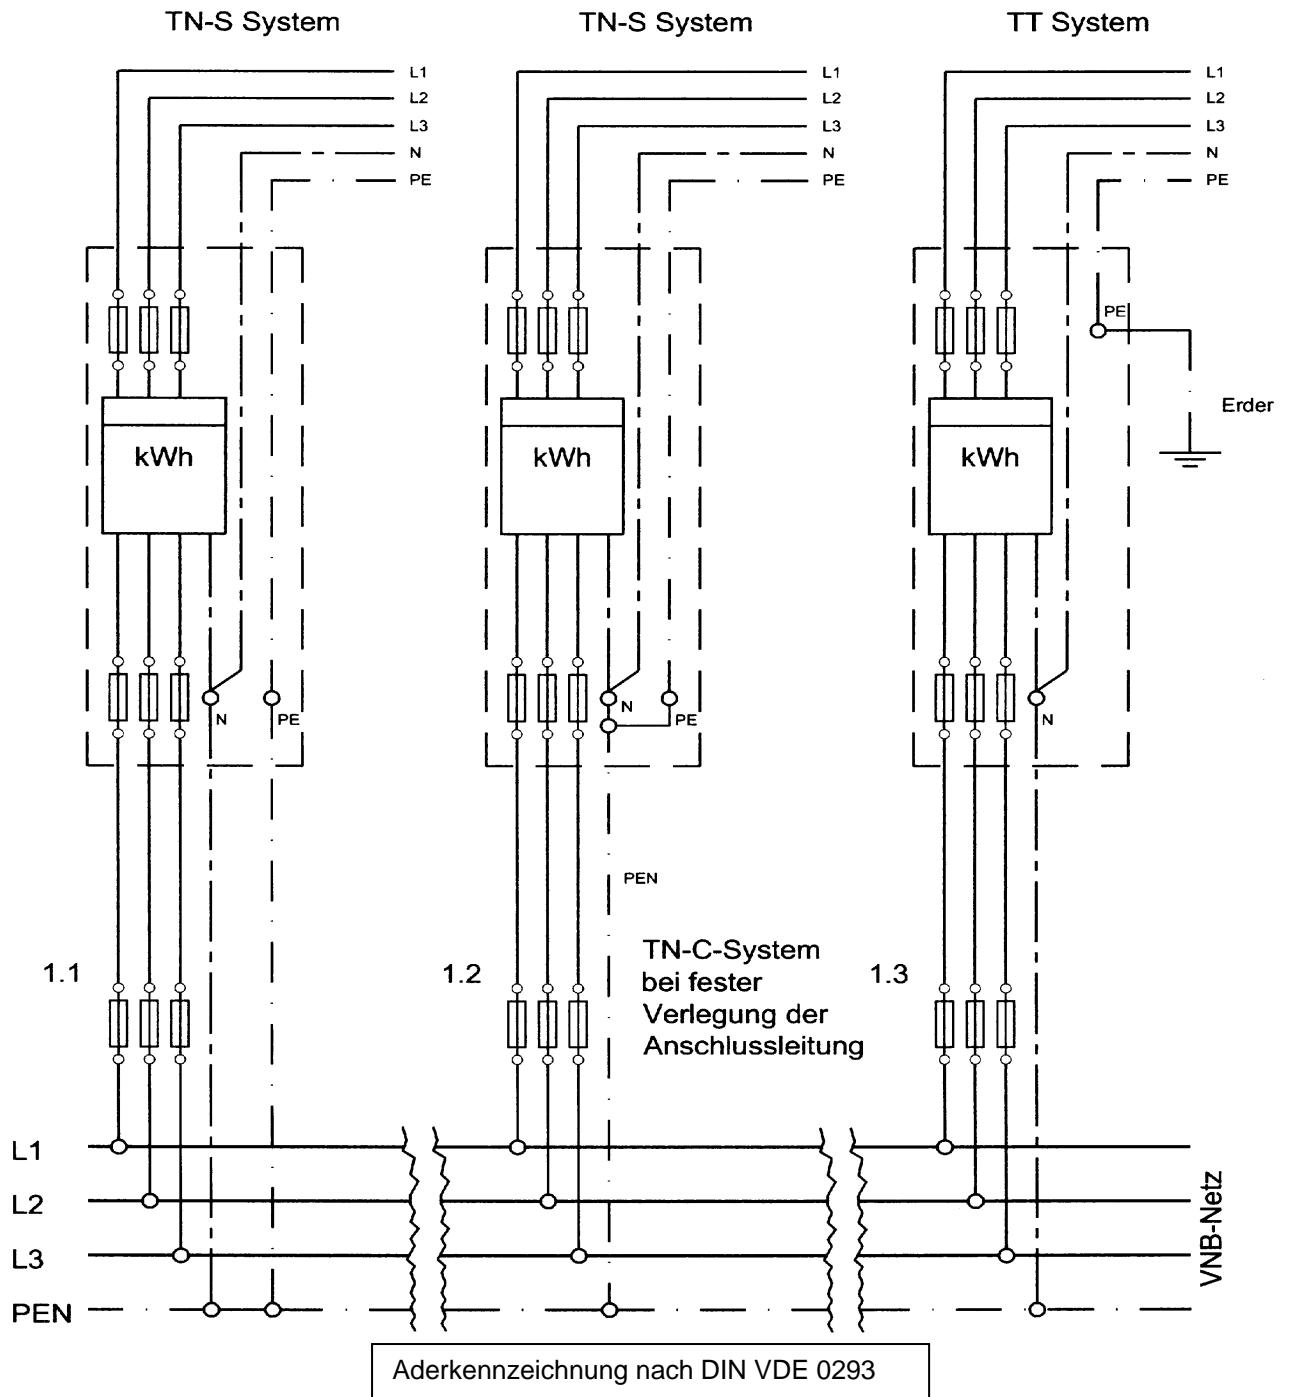 TN-S System
TN-S System
TT System
L1
L2
L3
N
PE
L1
L2
L3
N
PE
L1
L2
L3
N
PE
PE
Erder
kWh
kWh
kWh
N
PE
N
PE
N
PEN
TN-C-System
bei fester
Verlegung der
Anschlussleitung
1.1
1.2
1.3
L1
L2
L3
PEN
VNB-Netz
Aderkennzeichnung nach DIN VDE 0293